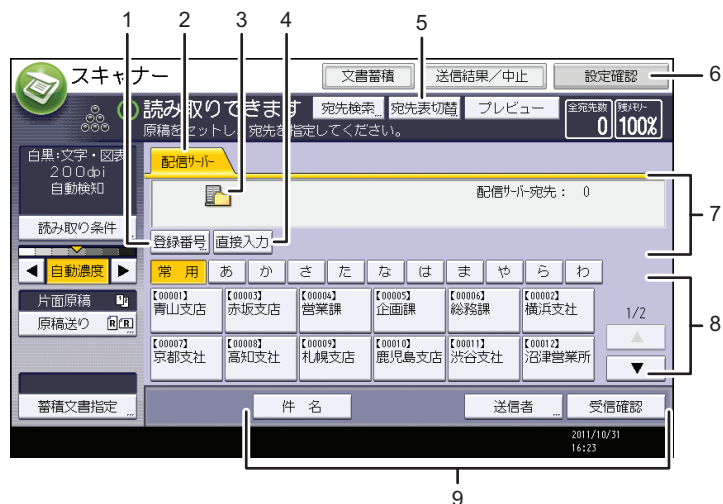 1 2 3 4 5
スキャナー 文書蓄積 送信結果／中止 設定確認 6
読み取りできます 宛先検索 宛先表切替 プレビュー 全宛先数 残メモリー
原稿をセットし、宛先を指定してください。 0 100%
白黒:文字・図表
200dpi
自動検知
配信サーバー
配信サーバー宛先： 0
7
読み取り条件
登録番号 直接入力
自動濃度
常用 あ か さ た な は ま や ら わ
片面原稿
原稿送り
【00001】 【00003】 【00004】 【00005】 【00006】 【00002】
青山支店 赤坂支店 営業課 企画課 総務課 横浜支社
1/2
8
【00007】 【00008】 【00009】 【00010】 【00011】 【00012】
京都支社 高知支社 札幌支店 鹿児島支店 渋谷支社 沼津営業所
蓄積文書指定 件名 送信者 受信確認
2011/10/31
16:23
9